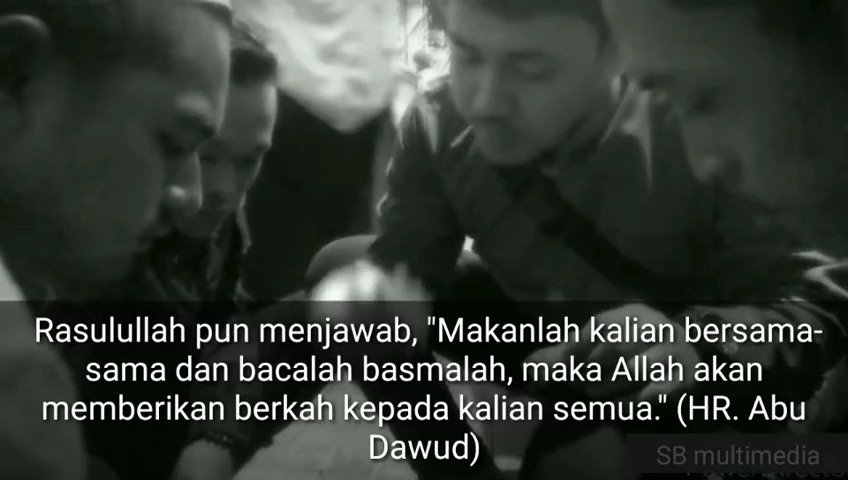 Rasulullah pun menjawab, "Makanlah kalian bersama-
sama dan bacalah basmalah, maka Allah akan
memberikan berkah kepada kalian semua." (HR. Abu
Dawud)
SB multimedia